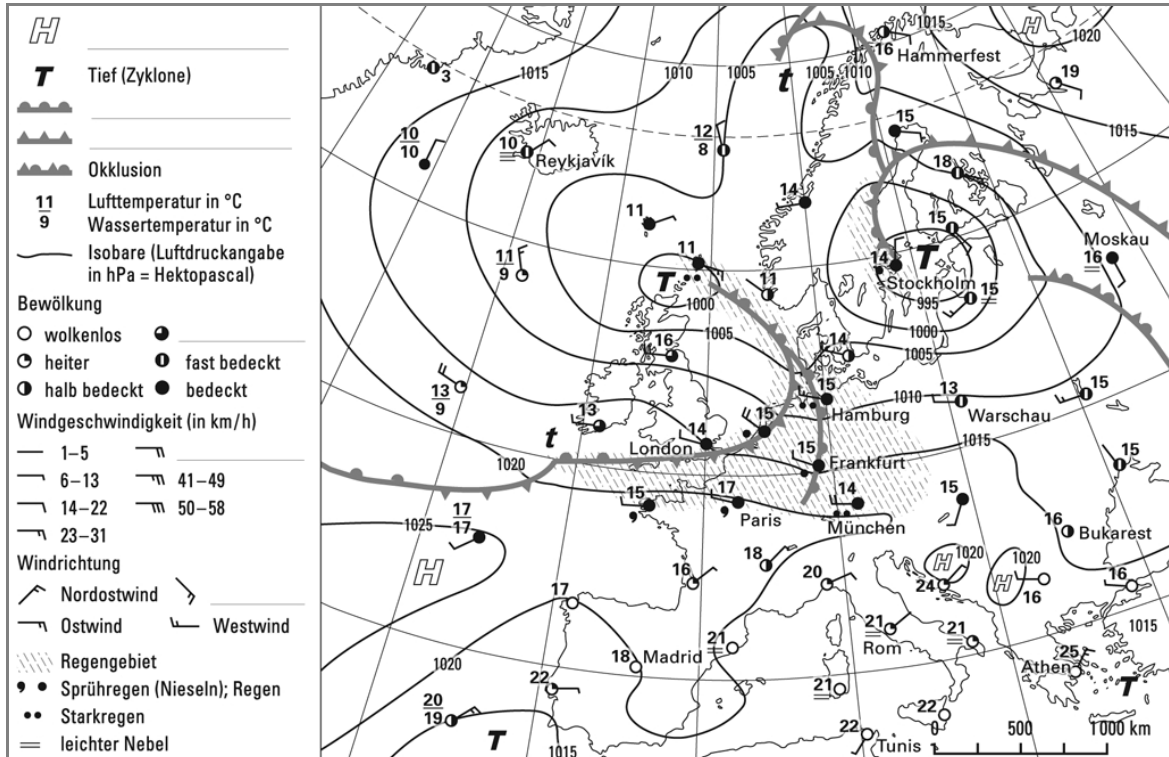 H
T Tief (Zyklone)
Okklusion
11
9
Lufttemperatur in °C
Wassertemperatur in °C
Isobare (Luftdruckangabe
in hPa = Hektopascal)
Bewölkung
wolkenlos
heiter
fast bedeckt
halb bedeckt
bedeckt
Windgeschwindigkeit (in km/h)
1–5
6–13
41–49
14–22
50–58
23–31
Windrichtung
Nordostwind
Ostwind
Westwind
Regengebiet
Sprühregen (Nieseln); Regen
Starkregen
leichter Nebel
1015
H
1020
16
Hammerfest
1015
1010
1005
t
1005
1010
3
19
1015
10
10
10
Reykjavík
12
8
15
18
14
11
15
Moskau
16
11
9
11
T
T
14
Stockholm
15
11
1000
995
1000
1005
16
14
1005
13
9
15
Hamburg
1010
13
Warschau
15
13
t
14
London
15
1015
1020
15
Frankfurt
15
17
17
1025
15
17
Paris
14
München
15
16
Bukarest
H
18
1020
H
1020
H
16
17
16
20
24
16
21
21
Rom
21
1015
18
Madrid
25
Athen
T
1020
22
21
20
19
22
22
Tunis
T
1015
0
500
1000 km